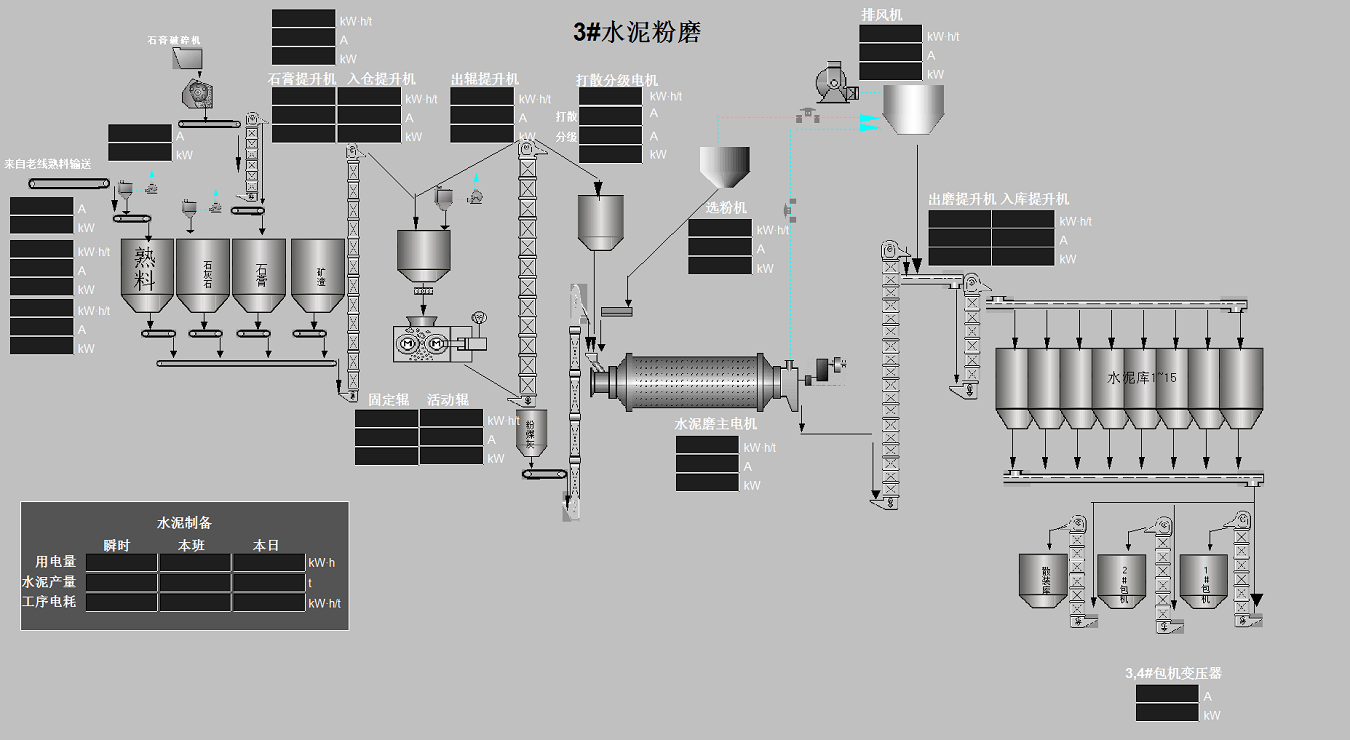 3#水泥粉磨
排风机
kW·h/t
A
kW
石膏破碎机
kW·h/t
A
kW
石膏提升机 入仓提升机
kW·h/t
A
kW
出辊提升机
kW·h/t
A
kW
打散分级电机
kW·h/t
打散 A
分级 A
kW
A
kW
来自老线熟料输送
A
kW
kW·h/t
A
kW
kW·h/t
A
kW
熟料
石灰石
石膏
矿渣
选粉机
kW·h/t
A
kW
出磨提升机 入库提升机
kW·h/t
A
kW
水泥库1~15
固定辊 活动辊
kW·h/t
A
kW
粉煤灰
水泥磨主电机
kW·h/t
A
kW
水泥制备
瞬时 本班 本日
用电量 kW·h
水泥产量 t
工序电耗 kW·h/t
散装库
2#包机
1#包机
3,4#包机变压器
A
kW